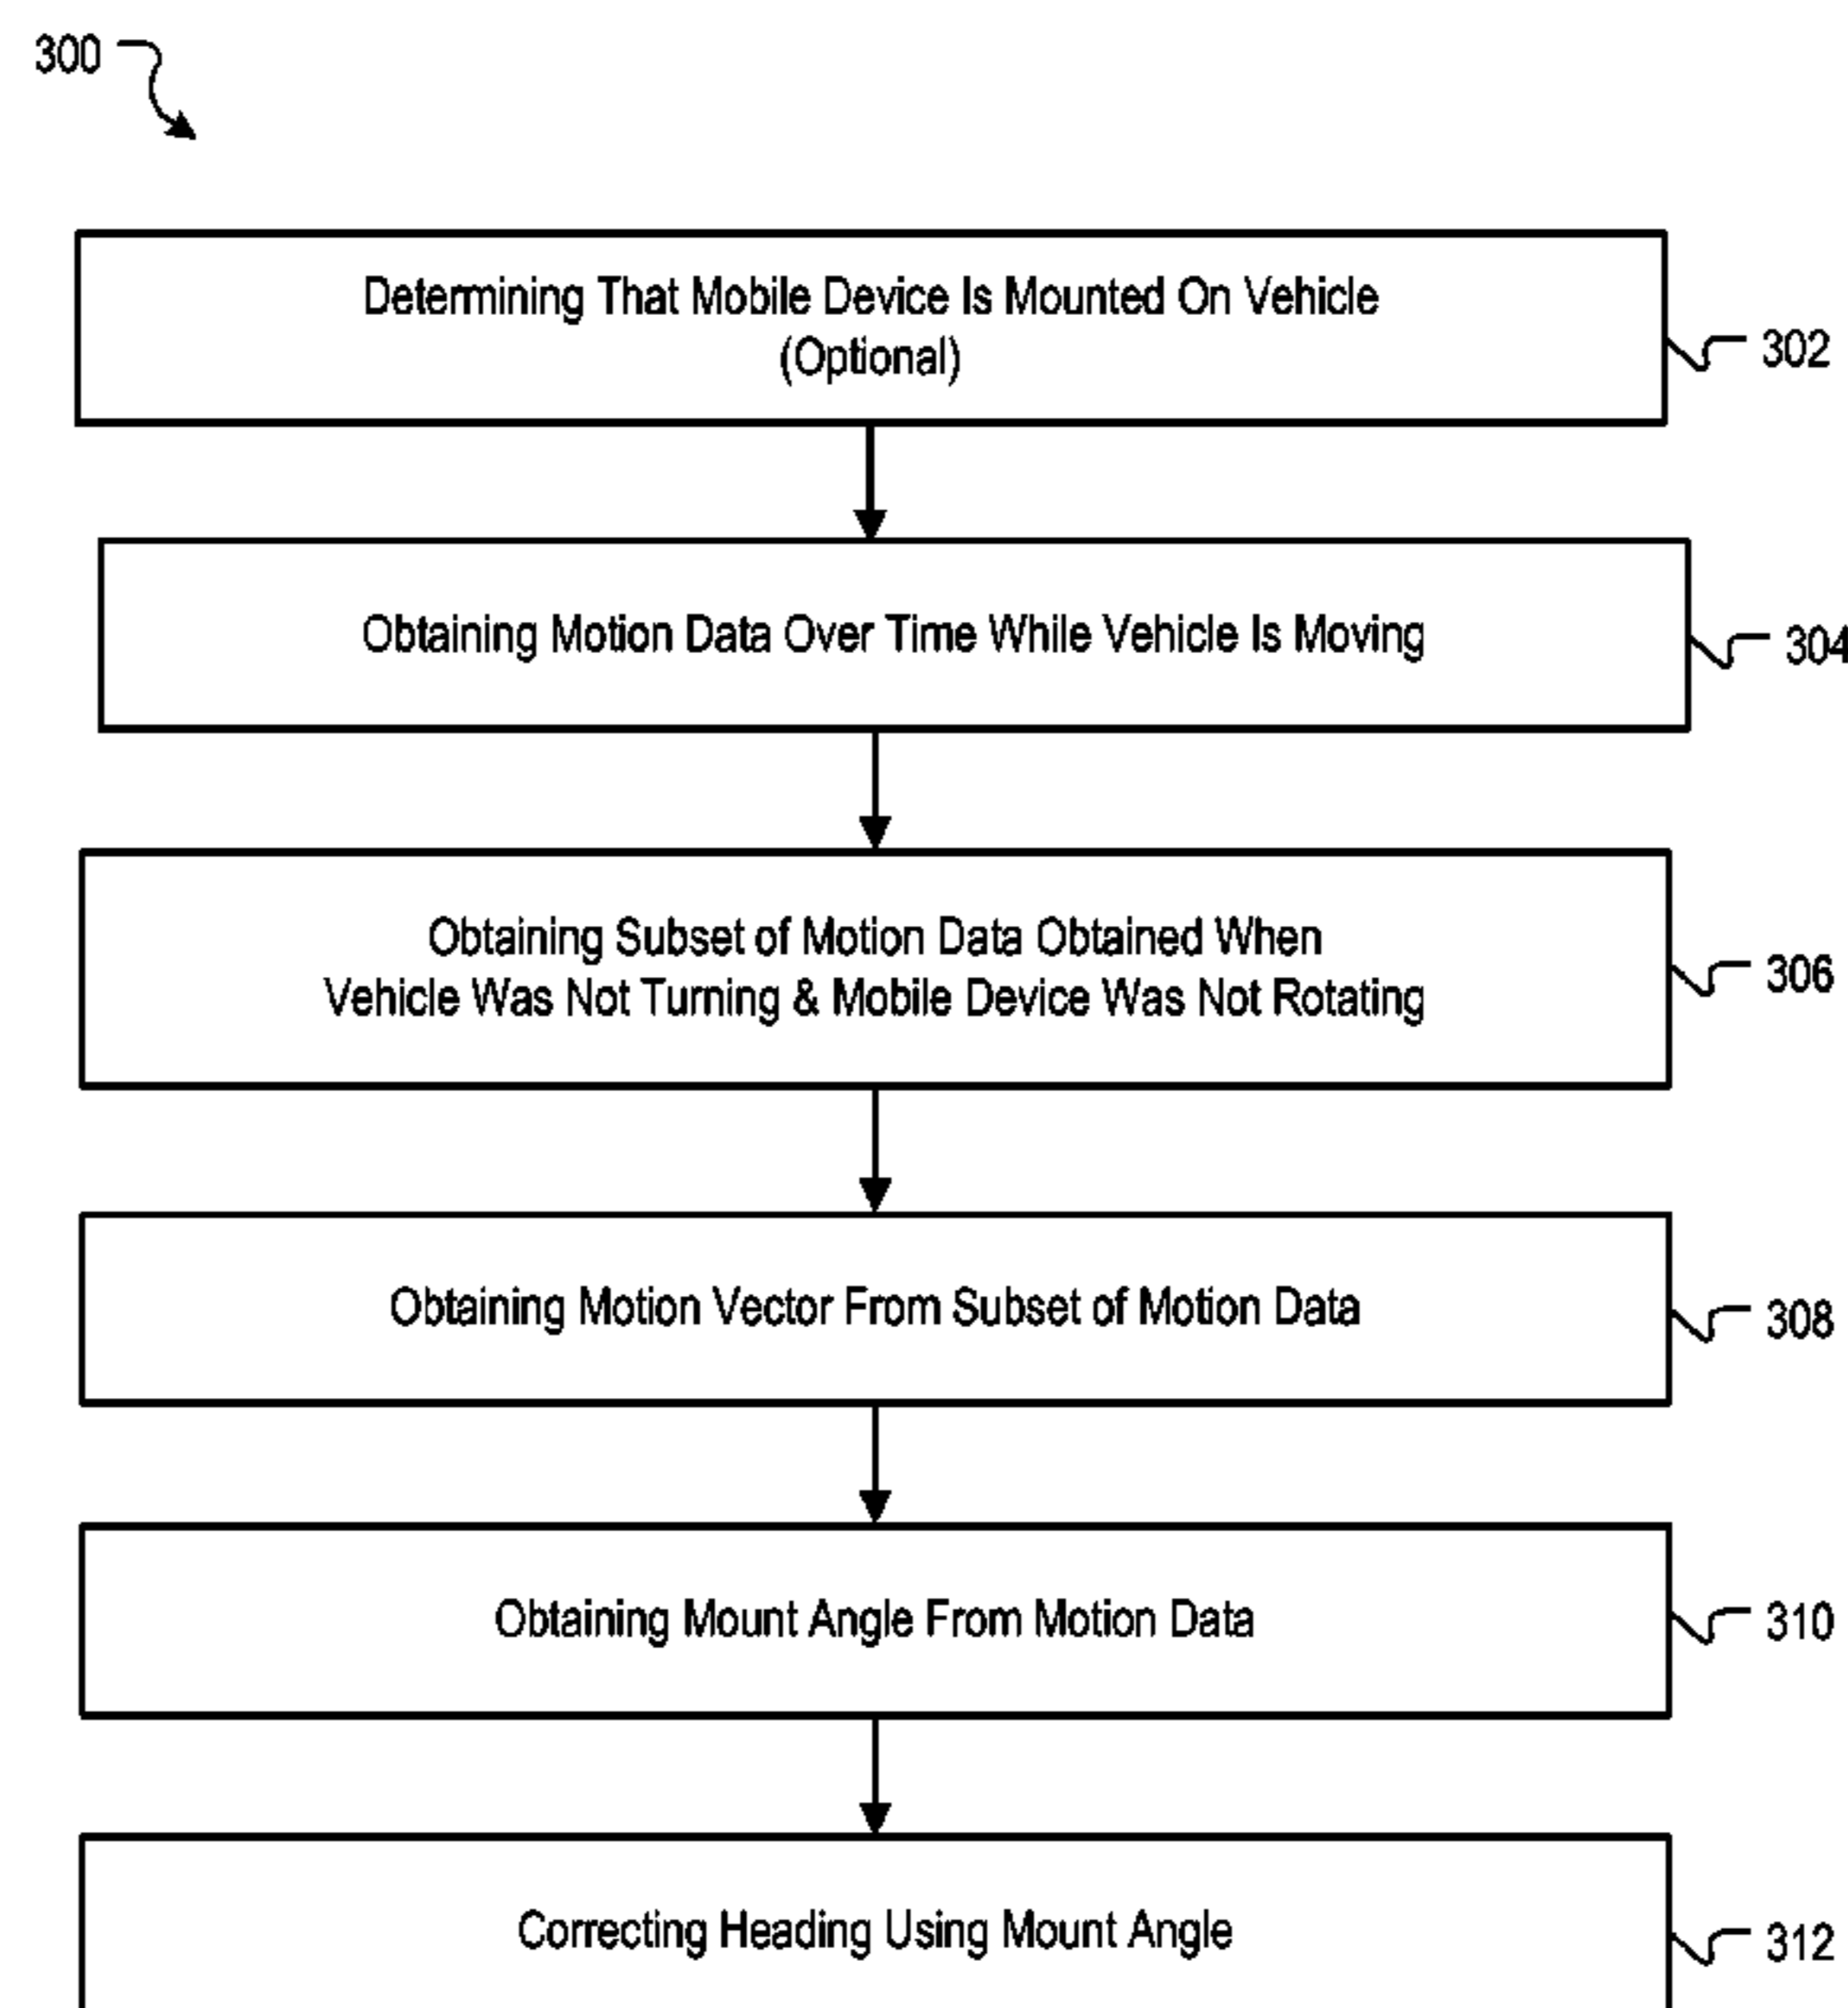 300
Determining That Mobile Device Is Mounted On Vehicle
(Optional)
302
Obtaining Motion Data Over Time While Vehicle Is Moving
304
Obtaining Subset of Motion Data Obtained When
Vehicle Was Not Turning & Mobile Device Was Not Rotating
306
Obtaining Motion Vector From Subset of Motion Data
308
Obtaining Mount Angle From Motion Data
310
Correcting Heading Using Mount Angle
312